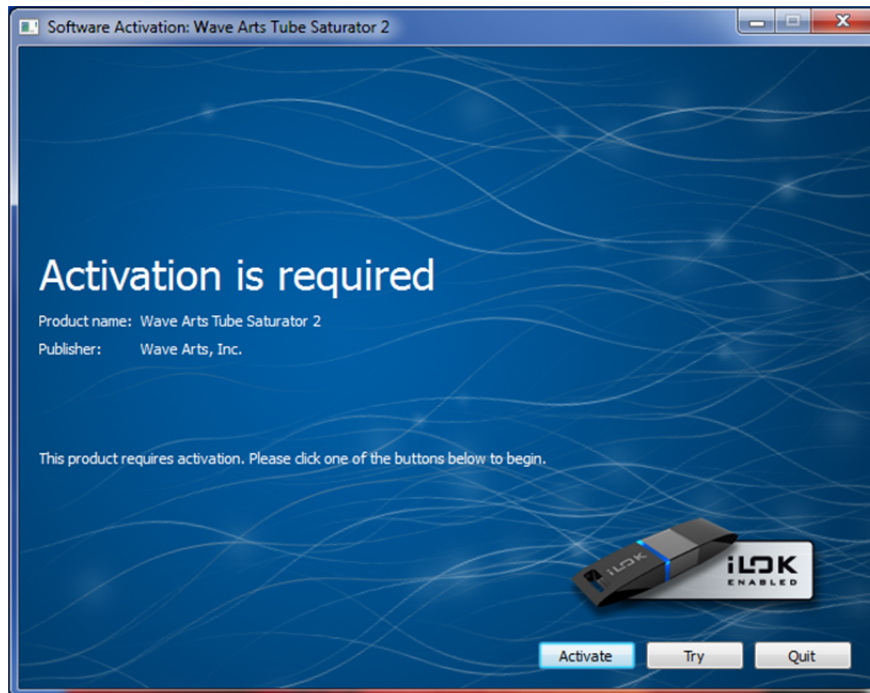 Software Activation: Wave Arts Tube Saturator 2
Activation is required
Product name: Wave Arts Tube Saturator 2
Publisher: Wave Arts, Inc.
This product requires activation. Please click one of the buttons below to begin.
iLOK
iLOK
ENABLED
Activate Try Quit